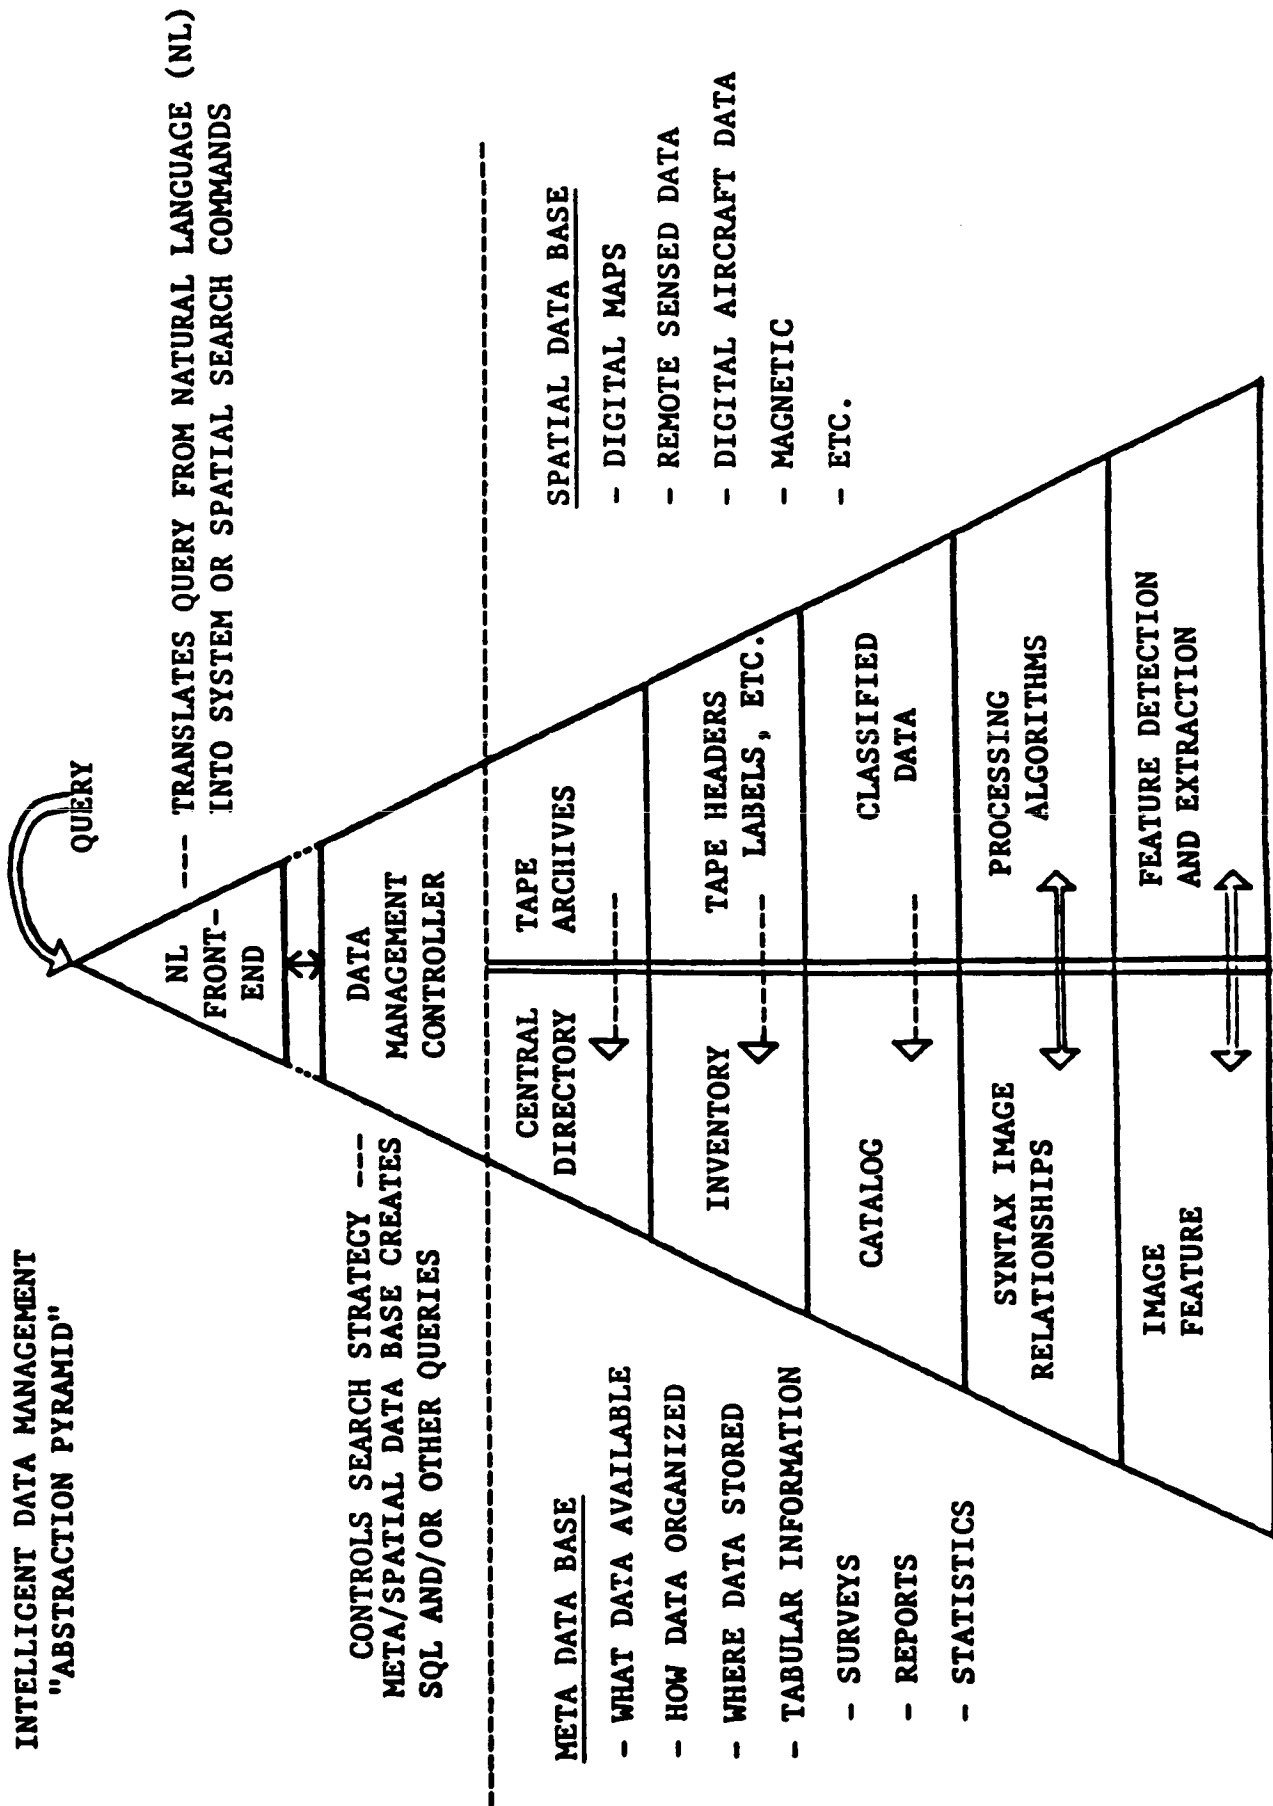 INTELLIGENT DATA MANAGEMENT
"ABSTRACTION PYRAMID"
QUERY
NL
FRONT-
END
--- TRANSLATES QUERY FROM NATURAL LANGUAGE (NL)
INTO SYSTEM OR SPATIAL SEARCH COMMANDS
CONTROLS SEARCH STRATEGY ---
META/SPATIAL DATA BASE CREATES
SQL AND/OR OTHER QUERIES
DATA
MANAGEMENT
CONTROLLER
META DATA BASE
- WHAT DATA AVAILABLE
- HOW DATA ORGANIZED
- WHERE DATA STORED
- TABULAR INFORMATION
- SURVEYS
- REPORTS
- STATISTICS
CENTRAL
DIRECTORY
TAPE
ARCHIVES
INVENTORY
TAPE HEADERS
LABELS, ETC.
CATALOG
CLASSIFIED
DATA
SYNTAX IMAGE
RELATIONSHIPS
PROCESSING
ALGORITHMS
IMAGE
FEATURE
FEATURE DETECTION
AND EXTRACTION
SPATIAL DATA BASE
- DIGITAL MAPS
- REMOTE SENSED DATA
- DIGITAL AIRCRAFT DATA
- MAGNETIC
- ETC.